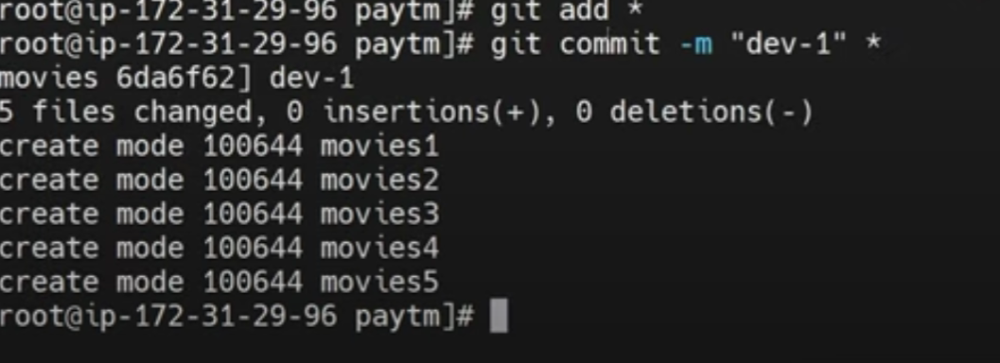 root@ip-172-31-29-96 paytm]# git add *
root@ip-172-31-29-96 paytm]# git commit -m "dev-1" *
movies 6da6f62] dev-1
5 files changed, 0 insertions(+), 0 deletions(-)
create mode 100644 movies1
create mode 100644 movies2
create mode 100644 movies3
create mode 100644 movies4
create mode 100644 movies5
root@ip-172-31-29-96 paytm]#